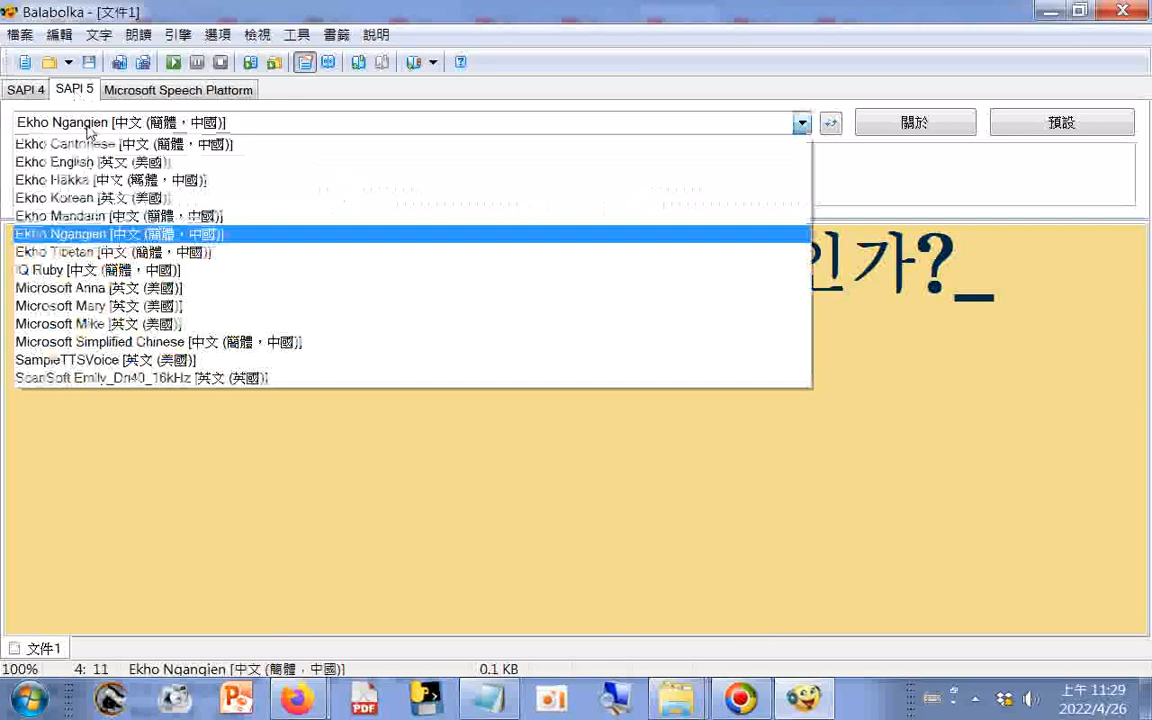 Balabolka - [文件1]
檔案 編輯 文字 朗讀 引擎 選項 檢視 工具 書籤 說明
SAPI 4 SAPI 5 Microsoft Speech Platform
Ekho Ngangien [中文 (簡體，中國)] 關於 預設
Ekho Cantonese [中文 (簡體，中國)]
Ekho English [英文 (美國)]
Ekho Hakka [中文 (簡體，中國)]
Ekho Korean [英文 (美國)]
Ekho Mandarin [中文 (簡體，中國)]
Ekho Ngangien [中文 (簡體，中國)]
Ekho Tibetan [中文 (簡體，中國)]
IQ Ruby [中文 (簡體，中國)]
Microsoft Anna [英文 (美國)]
Microsoft Mary [英文 (美國)]
Microsoft Mike [英文 (美國)]
Microsoft Simplified Chinese [中文 (簡體，中國)]
SampleTTSVoice [英文 (美國)]
ScanSoft Emily_Dri40_16kHz [英文 (英國)]
인가?_
文件1
100% 4: 11 Ekho Ngangien [中文 (簡體，中國)] 0.1 KB
PDF
上午 11:29
2022/4/26